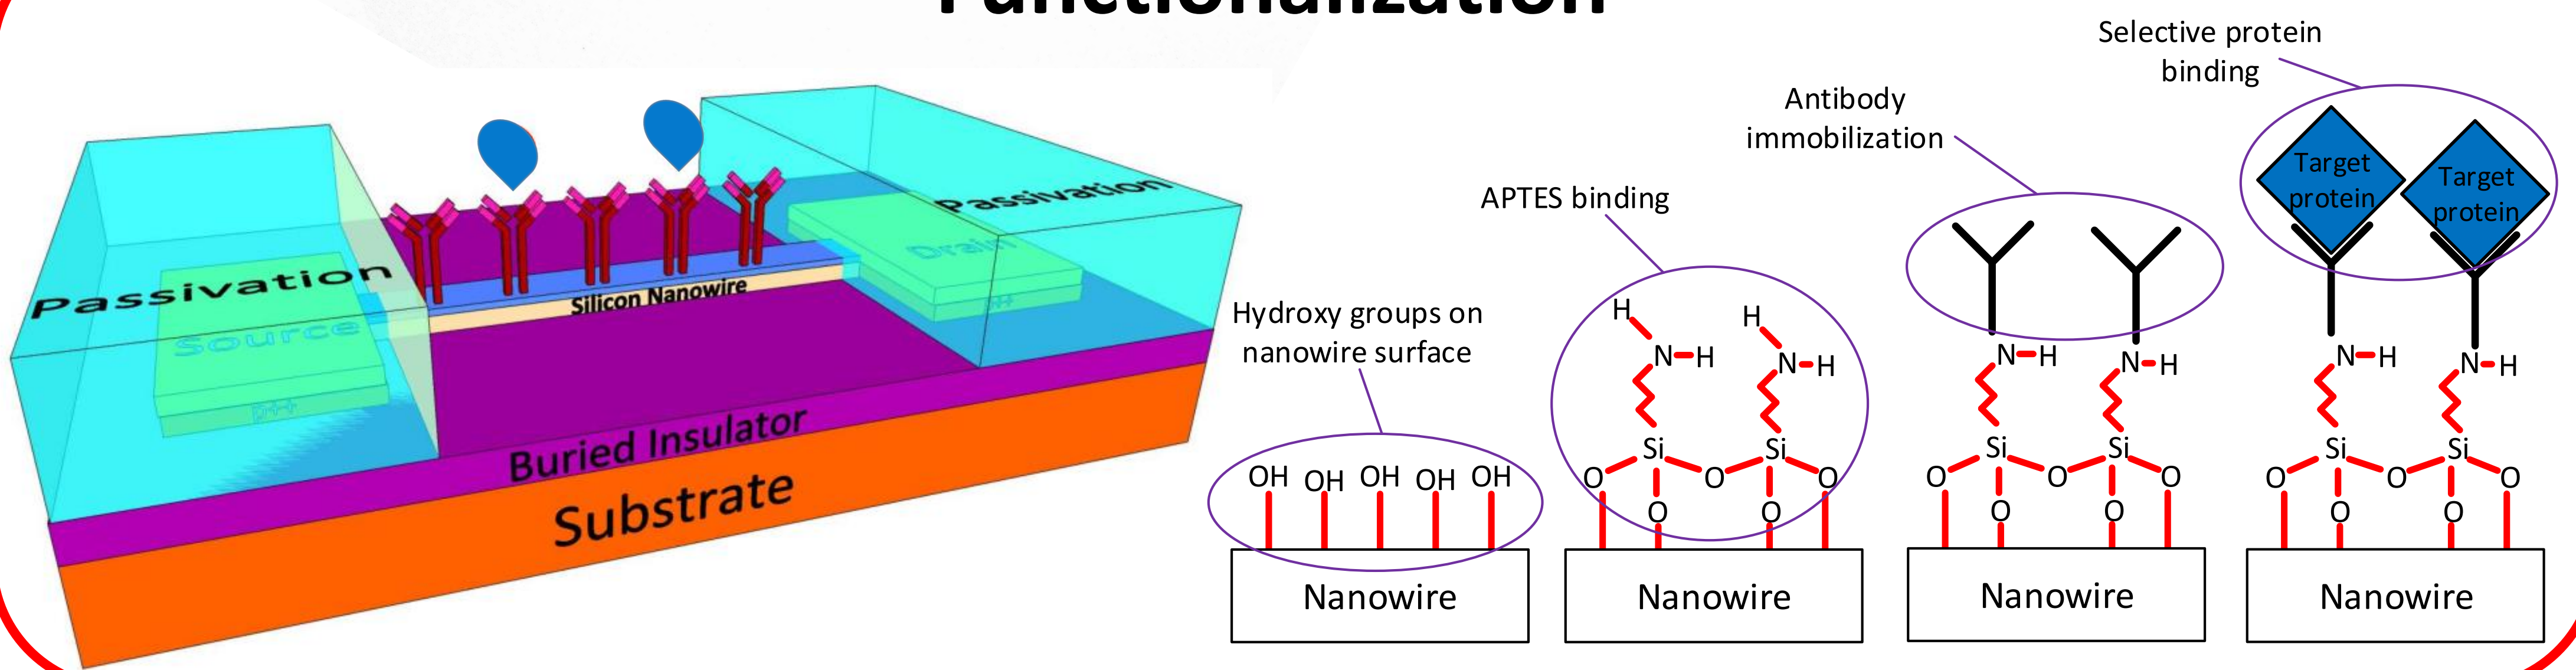 Functionalization
Passivation
Source
p++
Silicon Nanowire
Passivation
Drain
Buried Insulator
Substrate
Hydroxy groups on
nanowire surface
OH OH OH OH OH
Nanowire
APTES binding
H H
N H N H
Si Si
O O O
O O
Nanowire
Antibody
immobilization
N H N H
Si Si
O O O
O O
Nanowire
Selective protein
binding
Target
protein
Target
protein
N H N H
Si Si
O O O
O O
Nanowire